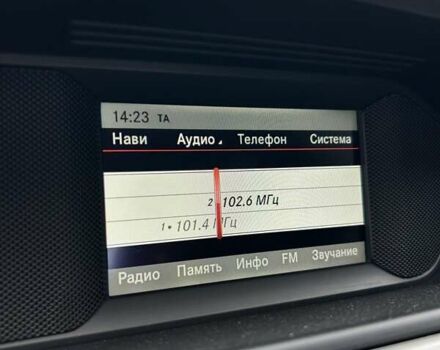 14:23 TA
Нави Аудио Телефон Система
2 102.6 МГц
1 • 101.4 МГц
Радио Память Инфо FM Звучание